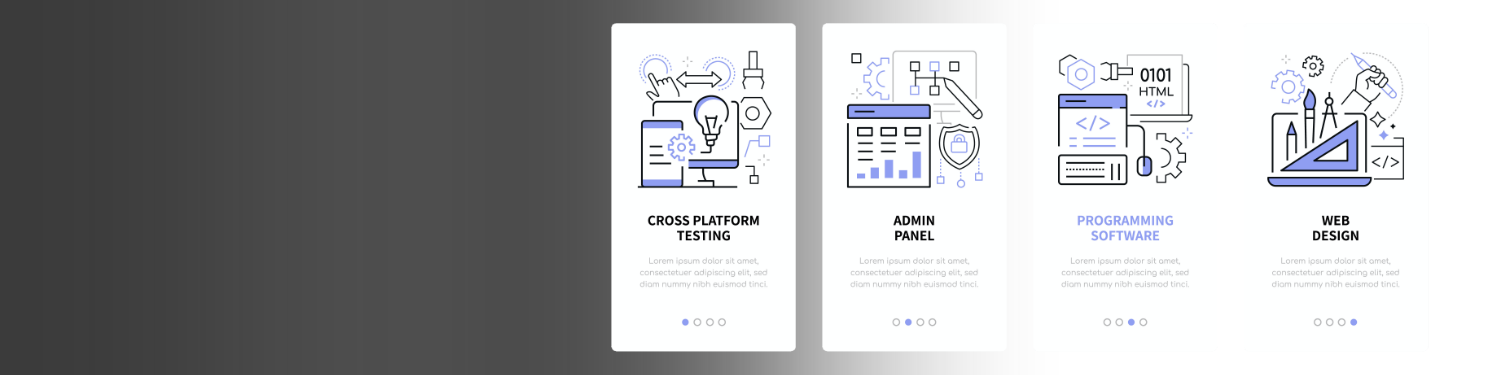 CROSS PLATFORM
TESTING
Lorem ipsum dolor sit amet,
consectetuer adipiscing elit, sed
diam nummy nibh euismod tinci.
ADMIN
PANEL
Lorem ipsum dolor sit amet,
consectetuer adipiscing elit, sed
diam nummy nibh euismod tinci.
0101
HTML
</>
</>
PROGRAMMING
SOFTWARE
Lorem ipsum dolor sit amet,
consectetuer adipiscing elit, sed
diam nummy nibh euismod tinci.
</>
WEB
DESIGN
Lorem ipsum dolor sit amet,
consectetuer adipiscing elit, sed
diam nummy nibh euismod tinci.